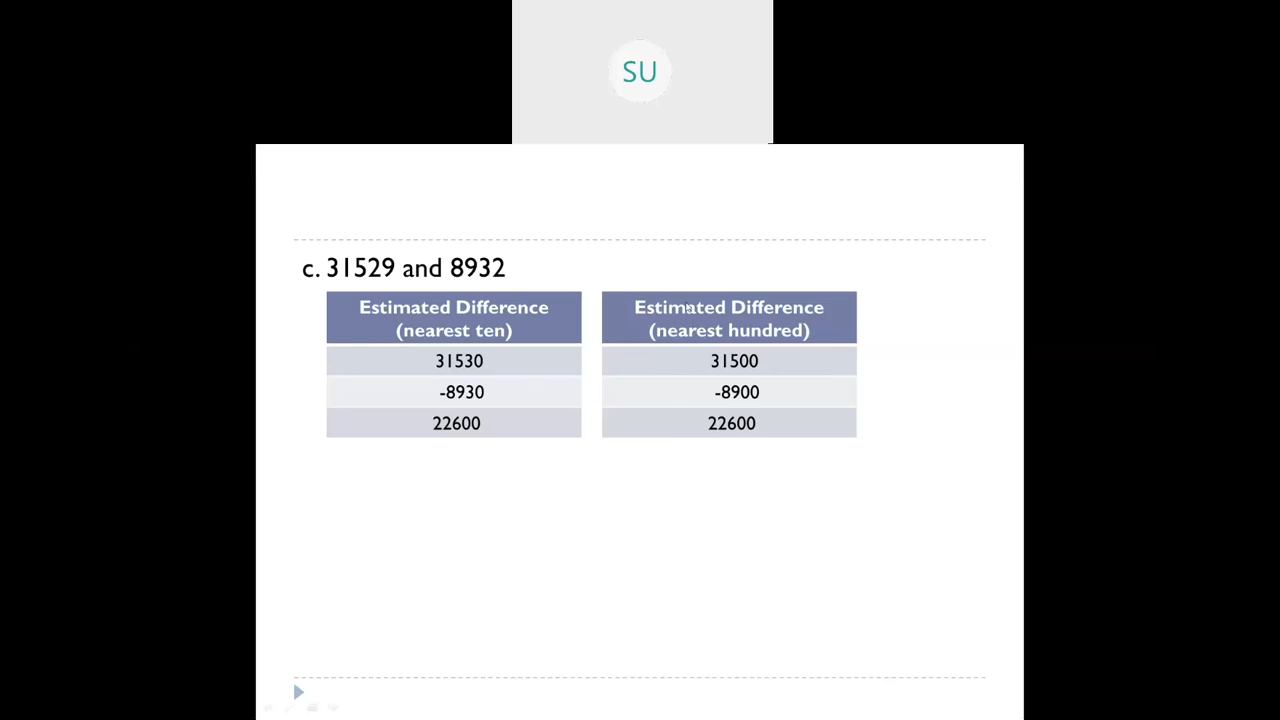 SU
c. 31529 and 8932
Estimated Difference
(nearest ten)
31530
-8930
22600
Estimated Difference
(nearest hundred)
31500
-8900
22600